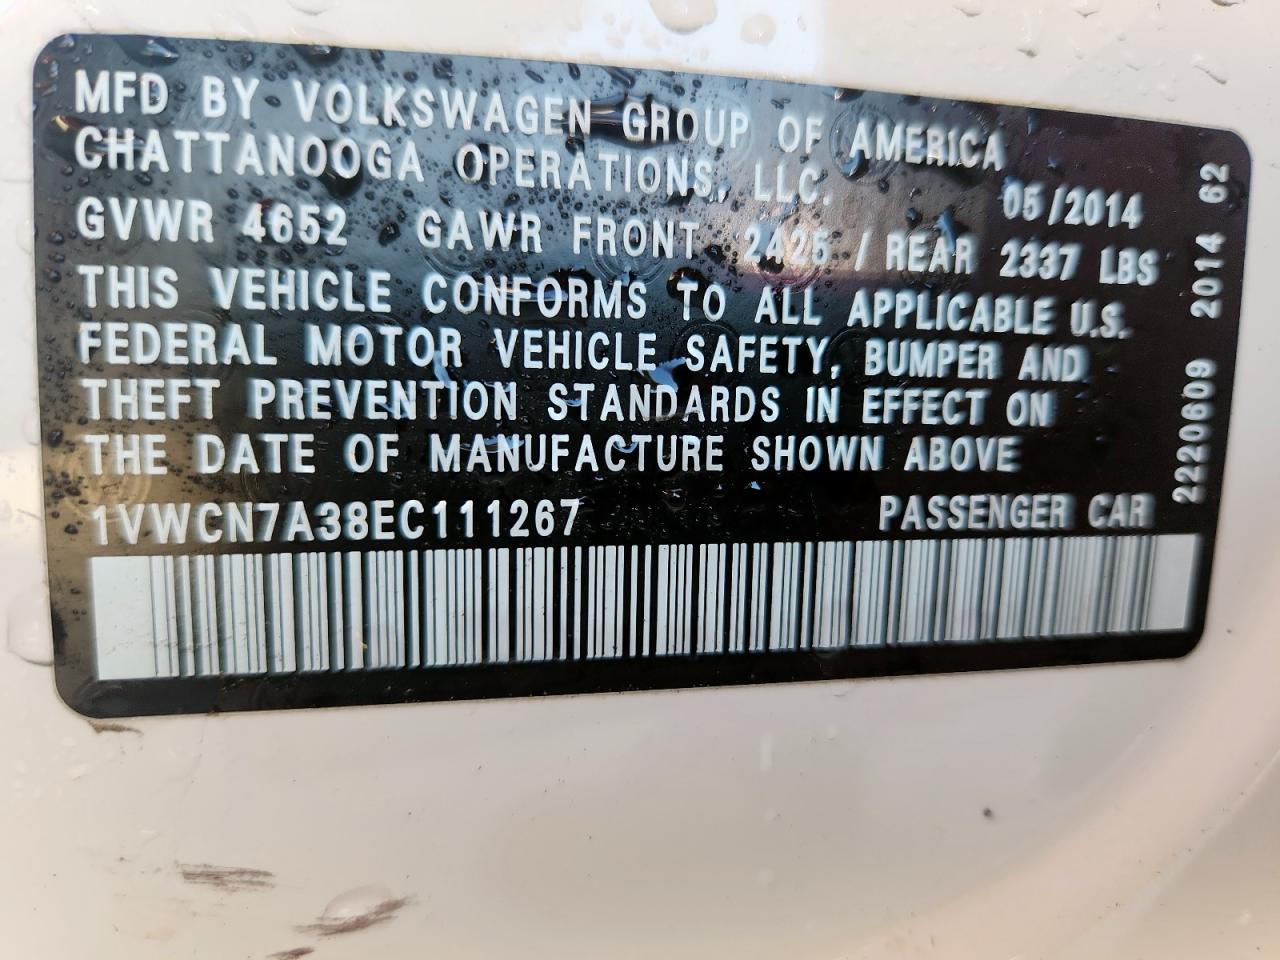 MFD BY VOLKSWAGEN GROUP OF AMERICA
CHATTANOOGA OPERATIONS, LLC. 05/2014
GVWR 4652 GAWR FRONT 2425 / REAR 2337 LBS
THIS VEHICLE CONFORMS TO ALL APPLICABLE U.S.
FEDERAL MOTOR VEHICLE SAFETY, BUMPER AND
THEFT PREVENTION STANDARDS IN EFFECT ON
THE DATE OF MANUFACTURE SHOWN ABOVE
1VWCN7A38EC111267 PASSENGER CAR
2220609 2014 62